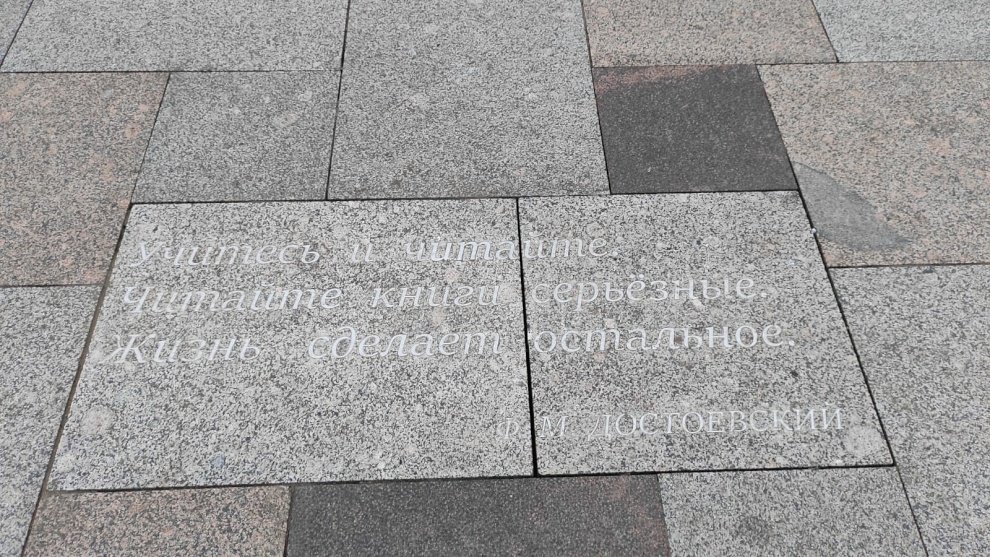 Учитесь и читайте.
Читайте книги серьёзные.
Жизнь сделает остальное.
Ф. М. ДОСТОЕВСКИЙ